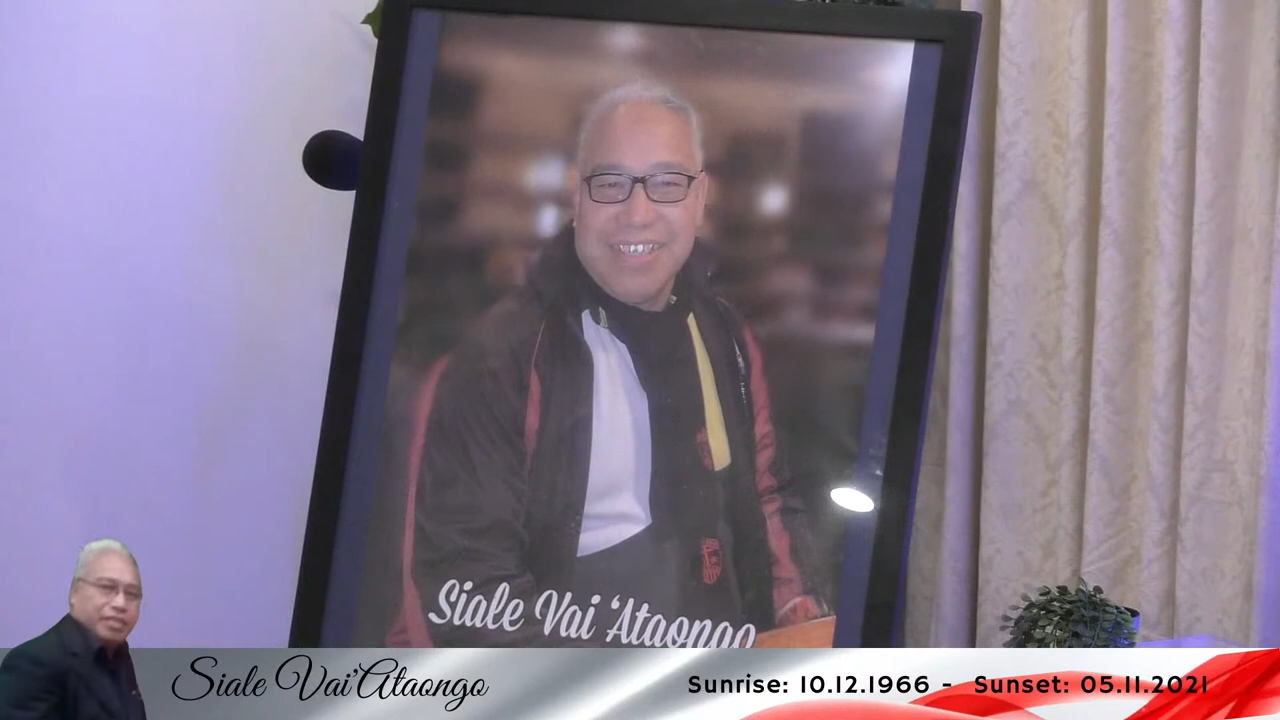 Siale Vai 'Ataongo
Siale Vai'Ataongo
Sunrise: 10.12.1966 - Sunset: 05.11.2021